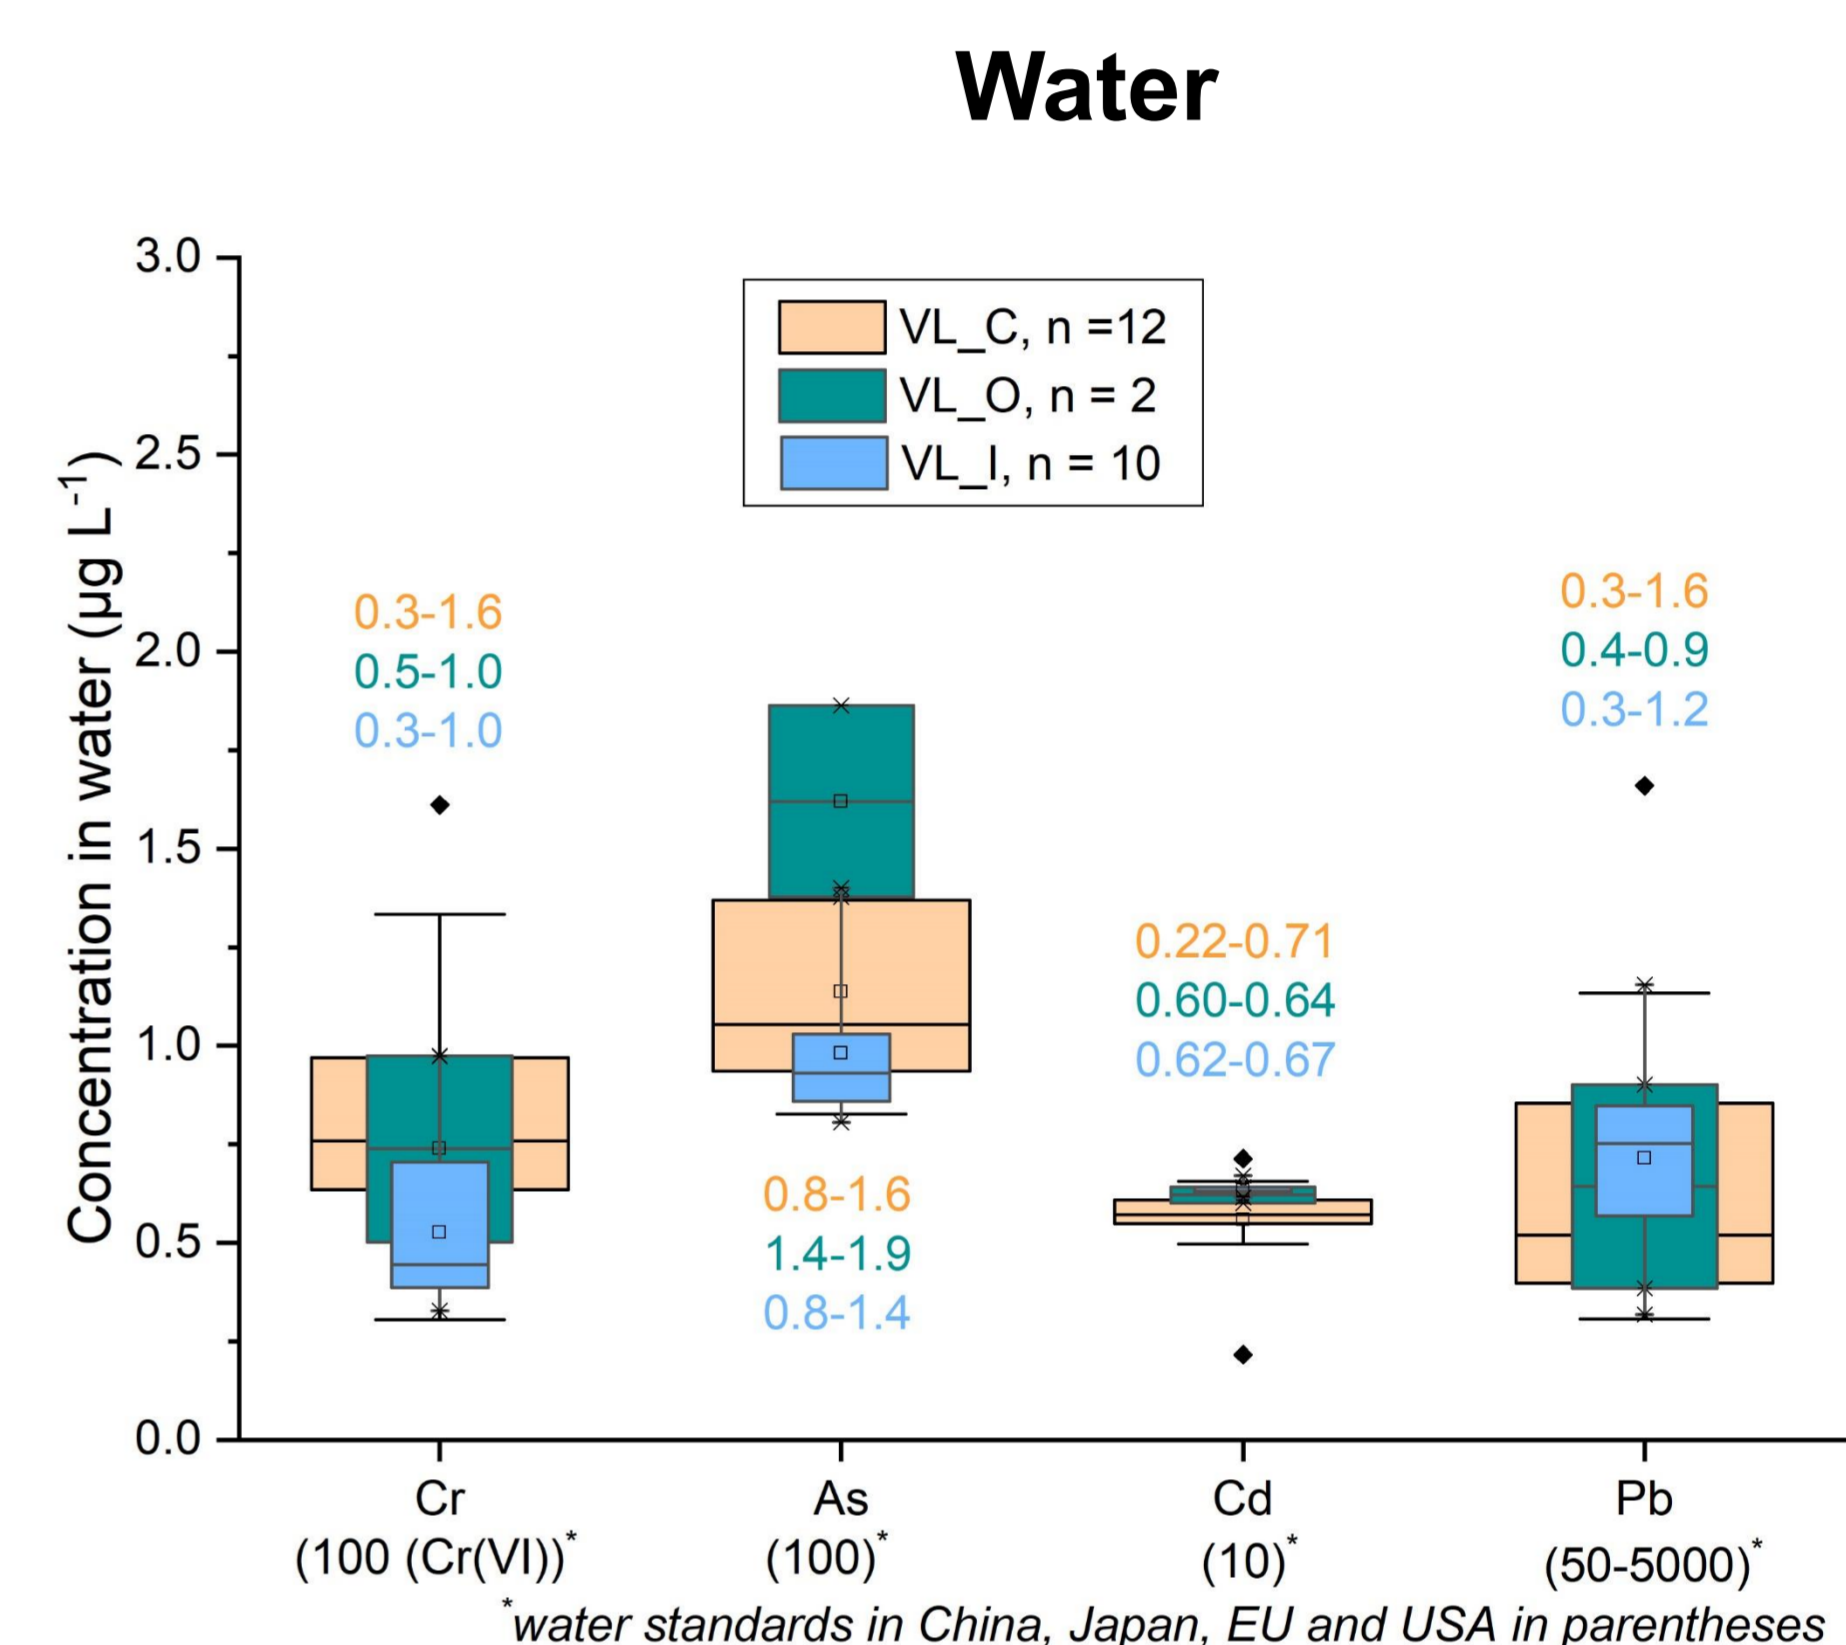 Water
Concentration in water (µg L⁻¹)
3.0
2.5
2.0
1.5
1.0
0.5
0.0
VL_C, n =12
VL_O, n = 2
VL_I, n = 10
0.3-1.6
0.5-1.0
0.3-1.0
0.8-1.6
1.4-1.9
0.8-1.4
0.22-0.71
0.60-0.64
0.62-0.67
0.3-1.6
0.4-0.9
0.3-1.2
Cr
(100 (Cr(VI))*
As
(100)*
Cd
(10)*
Pb
(50-5000)*
*water standards in China, Japan, EU and USA in parentheses